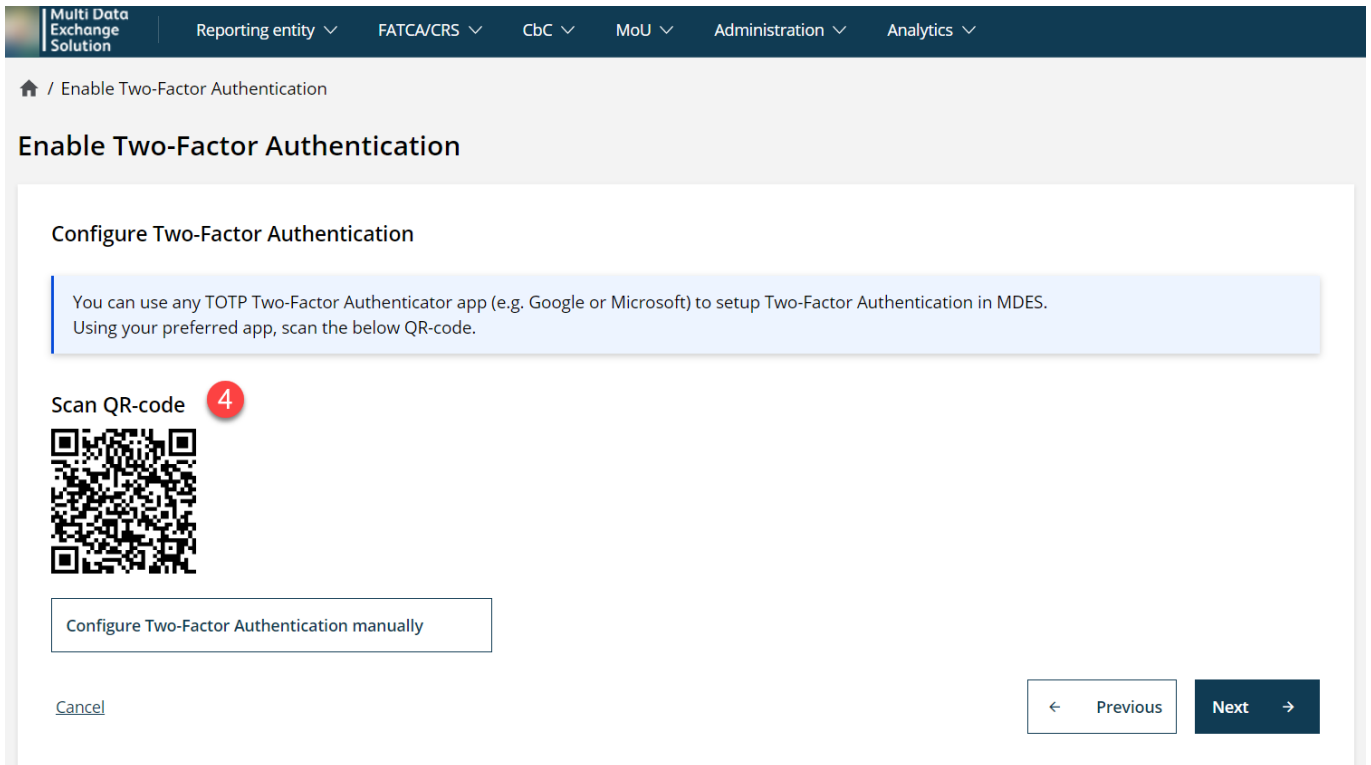 Multi Data
Exchange
Solution
Reporting entity
FATCA/CRS
CbC
MoU
Administration
Analytics
/ Enable Two-Factor Authentication
Enable Two-Factor Authentication
Configure Two-Factor Authentication
You can use any TOTP Two-Factor Authenticator app (e.g. Google or Microsoft) to setup Two-Factor Authentication in MDES.
Using your preferred app, scan the below QR-code.
Scan QR-code 4
Configure Two-Factor Authentication manually
Cancel
← Previous
Next →